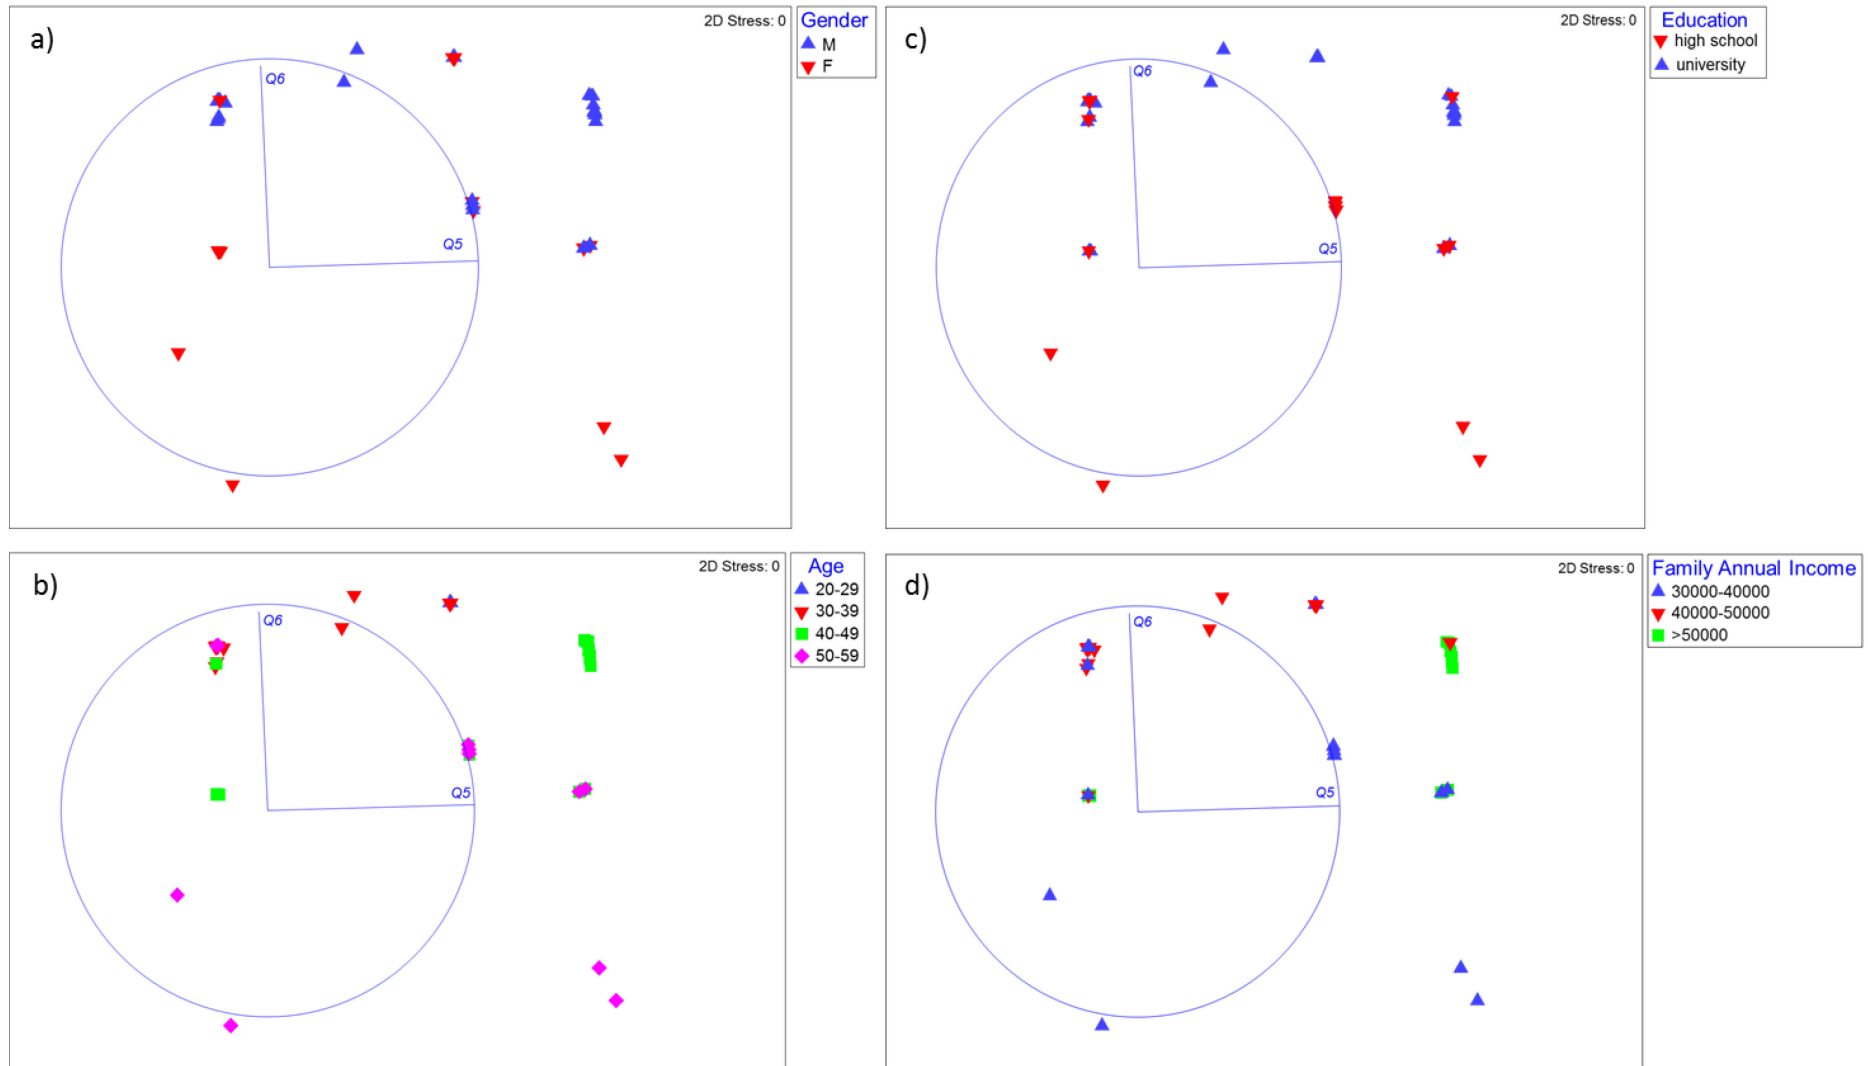 a)
2D Stress: 0
Gender
M
F
Q6
Q5
c)
2D Stress: 0
Education
high school
university
Q6
Q5
b)
2D Stress: 0
Age
20-29
30-39
40-49
50-59
Q6
Q5
d)
2D Stress: 0
Family Annual Income
30000-40000
40000-50000
>50000
Q6
Q5